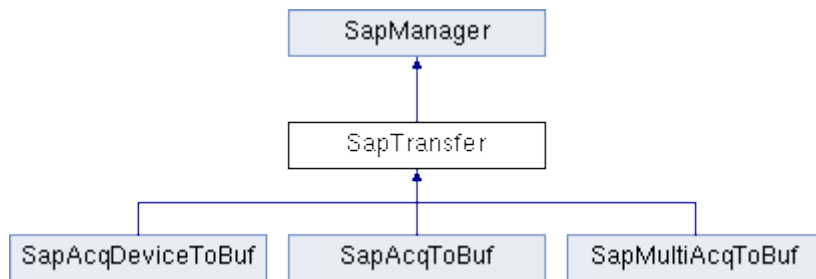 SapManager
SapTransfer
SapAcqDeviceToBuf
SapAcqToBuf
SapMultiAcqToBuf